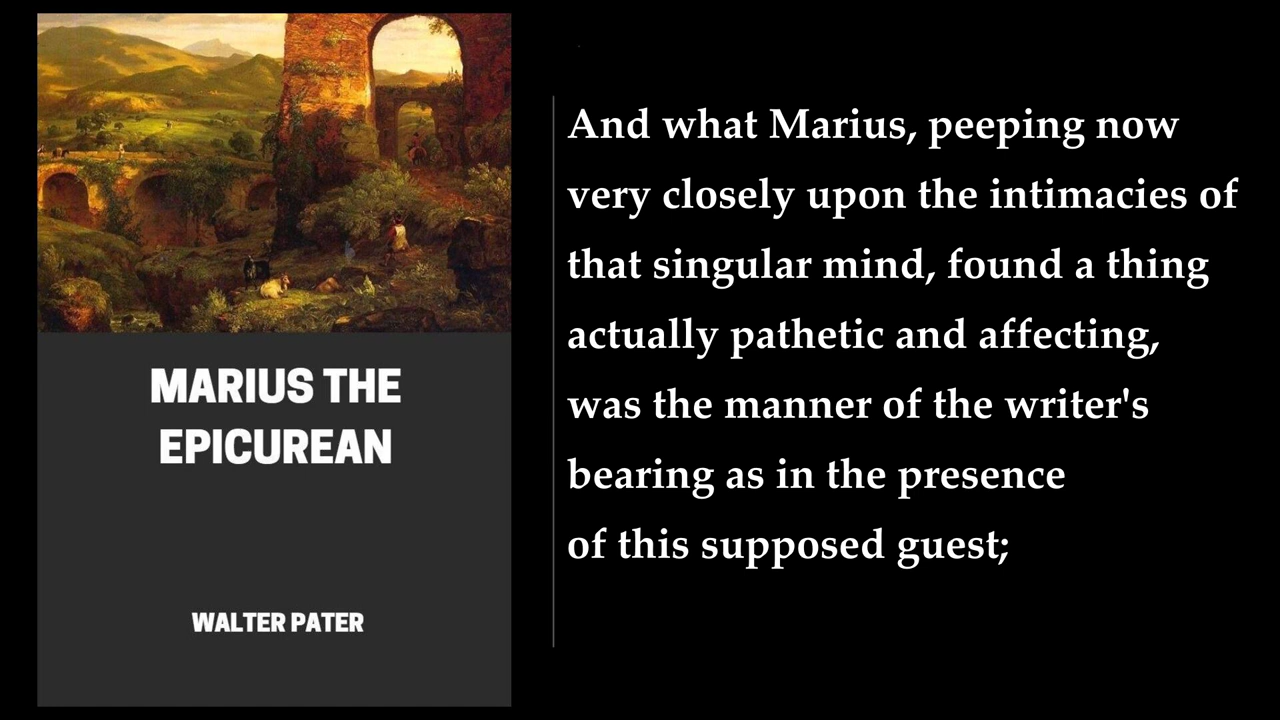 MARIUS THE
EPICUREAN
WALTER PATER
And what Marius, peeping now
very closely upon the intimacies of
that singular mind, found a thing
actually pathetic and affecting,
was the manner of the writer's
bearing as in the presence
of this supposed guest;